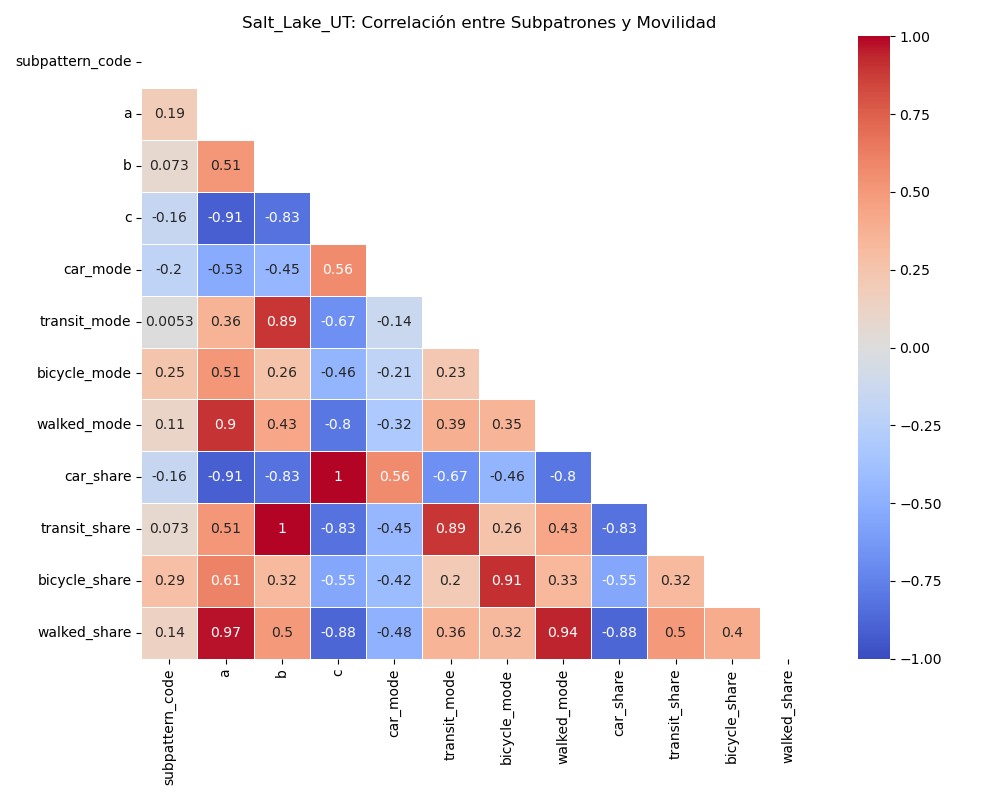 Salt_Lake_UT: Correlación entre Subpatrones y Movilidad
subpattern_code
a 0.19
b 0.073 0.51
c -0.16 -0.91 -0.83
car_mode -0.2 -0.53 -0.45 0.56
transit_mode 0.0053 0.36 0.89 -0.67 -0.14
bicycle_mode 0.25 0.51 0.26 -0.46 -0.21 0.23
walked_mode 0.11 0.9 0.43 -0.8 -0.32 0.39 0.35
car_share -0.16 -0.91 -0.83 1 0.56 -0.67 -0.46 -0.8
transit_share 0.073 0.51 1 -0.83 -0.45 0.89 0.26 0.43 -0.83
bicycle_share 0.29 0.61 0.32 -0.55 -0.42 0.2 0.91 0.33 -0.55 0.32
walked_share 0.14 0.97 0.5 -0.88 -0.48 0.36 0.32 0.94 -0.88 0.5 0.4
subpattern_code a b c car_mode transit_mode bicycle_mode walked_mode car_share transit_share bicycle_share walked_share
1.00
0.75
0.50
0.25
0.00
−0.25
−0.50
−0.75
−1.00